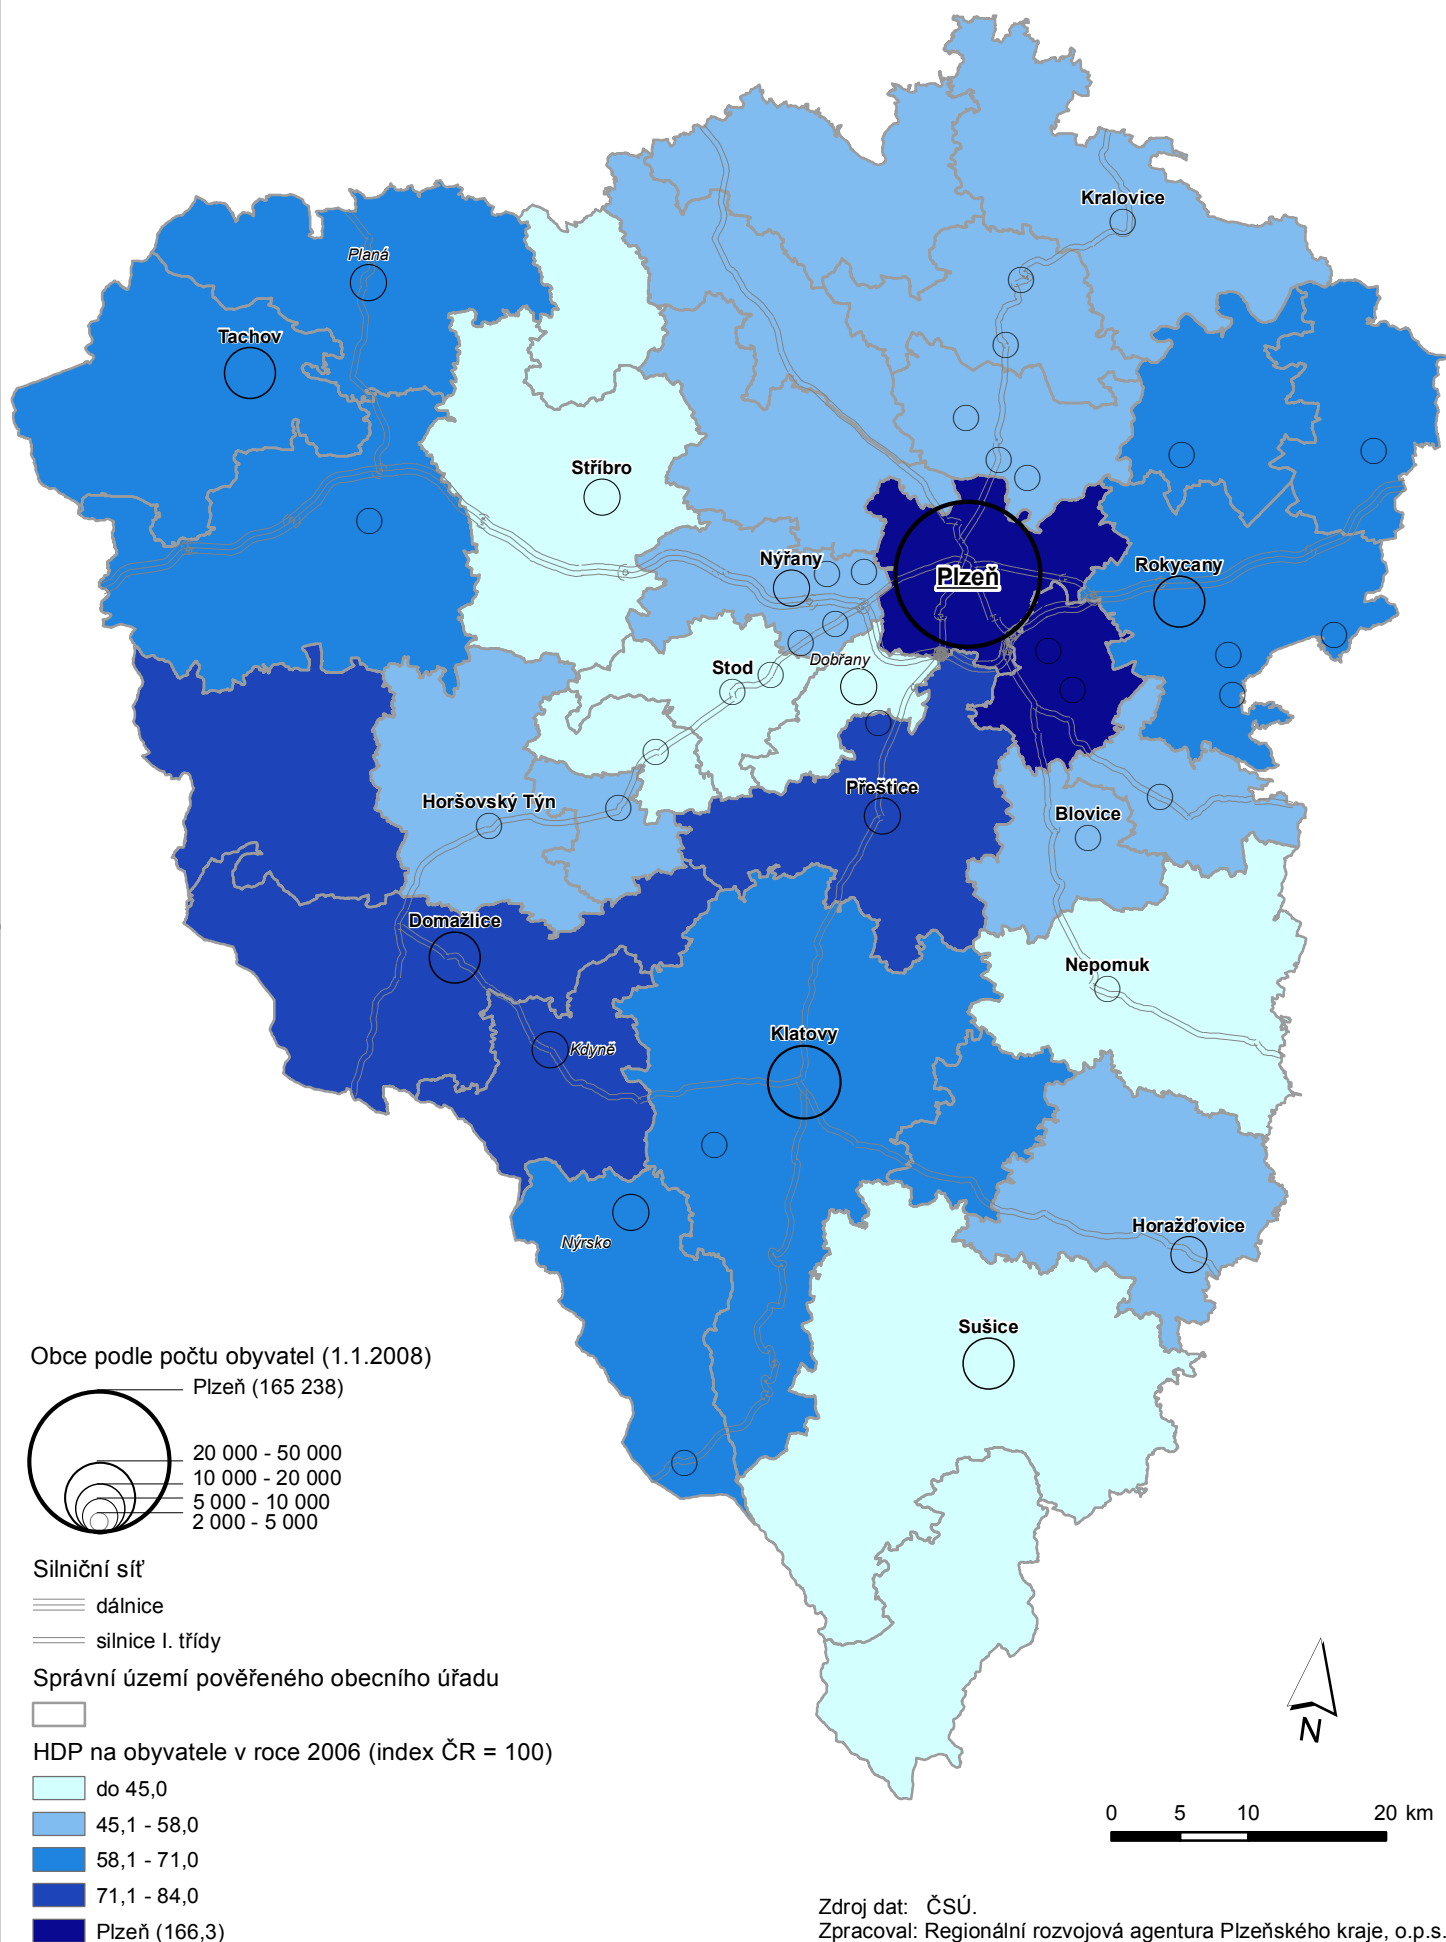 Kralovice
Planá
Tachov
Stříbro
Nýřany
Plzeň
Rokycany
Stod
Dobřany
Horšovský Týn
Přeštice
Blovice
Domažlice
Nepomuk
Klatovy
Kdyně
Nýrsko
Horažďovice
Sušice
Obce podle počtu obyvatel (1.1.2008)
Plzeň (165 238)
20 000 - 50 000
10 000 - 20 000
5 000 - 10 000
2 000 - 5 000
Silniční síť
dálnice
silnice I. třídy
Správní území pověřeného obecního úřadu
HDP na obyvatele v roce 2006 (index ČR = 100)
do 45,0
45,1 - 58,0
58,1 - 71,0
71,1 - 84,0
Plzeň (166,3)
N
0 5 10 20 km
Zdroj dat: ČSÚ.
Zpracoval: Regionální rozvojová agentura Plzeňského kraje, o.p.s.